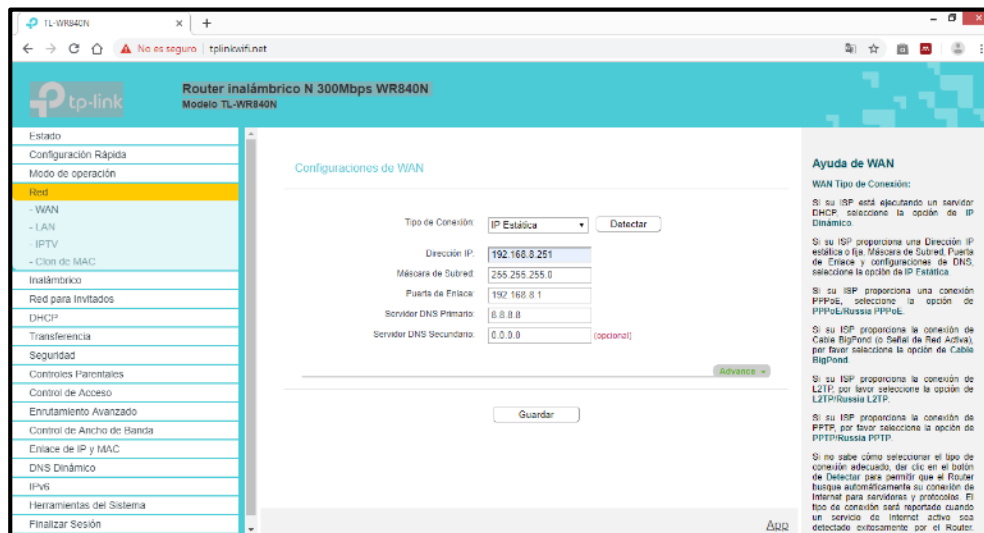 TL-WR840N
No es seguro | tplinkwifi.net
tp-link
Router inalámbrico N 300Mbps WR840N
Modelo TL-WR840N
Estado
Configuración Rápida
Modo de operación
Red
- WAN
- LAN
- IPTV
- Clon de MAC
Inalámbrico
Red para Invitados
DHCP
Transferencia
Seguridad
Controles Parentales
Control de Acceso
Enrutamiento Avanzado
Control de Ancho de Banda
Enlace de IP y MAC
DNS Dinámico
IPv6
Herramientas del Sistema
Finalizar Sesión
Configuraciones de WAN
Tipo de Conexión: IP Estática Detectar
Dirección IP: 192.168.8.251
Máscara de Subred: 255.255.255.0
Puerta de Enlace: 192.168.8.1
Servidor DNS Primario: 8.8.8.8
Servidor DNS Secundario: 0.0.0.0 (opcional)
Advance
Guardar
App
Ayuda de WAN
WAN Tipo de Conexión:
Si su ISP está ejecutando un servidor
DHCP, seleccione la opción de IP
Dinámico.
Si su ISP proporciona una Dirección IP
estática o fija, Máscara de Subred, Puerta
de Enlace y configuraciones de DNS,
seleccione la opción de IP Estática.
Si su ISP proporciona una conexión
PPPoE, seleccione la opción de
PPPoE/Russia PPPoE.
Si su ISP proporciona la conexión de
Cable BigPond (o Señal de Red Activa),
por favor seleccione la opción de Cable
BigPond.
Si su ISP proporciona la conexión de
L2TP, por favor seleccione la opción de
L2TP/Russia L2TP.
Si su ISP proporciona la conexión de
PPTP, por favor seleccione la opción de
PPTP/Russia PPTP.
Si no sabe cómo seleccionar el tipo de
conexión adecuado, dar clic en el botón
de Detectar para permitir que el Router
busque automáticamente su conexión de
Internet para servidores y protocolos. El
tipo de conexión será reportado cuando
un servicio de Internet activo sea
detectado exitosamente por el Router.